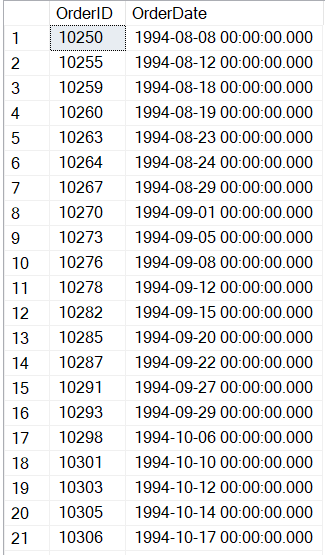 OrderID OrderDate
1 10250 1994-08-08 00:00:00.000
2 10255 1994-08-12 00:00:00.000
3 10259 1994-08-18 00:00:00.000
4 10260 1994-08-19 00:00:00.000
5 10263 1994-08-23 00:00:00.000
6 10264 1994-08-24 00:00:00.000
7 10267 1994-08-29 00:00:00.000
8 10270 1994-09-01 00:00:00.000
9 10273 1994-09-05 00:00:00.000
10 10276 1994-09-08 00:00:00.000
11 10278 1994-09-12 00:00:00.000
12 10282 1994-09-15 00:00:00.000
13 10285 1994-09-20 00:00:00.000
14 10287 1994-09-22 00:00:00.000
15 10291 1994-09-27 00:00:00.000
16 10293 1994-09-29 00:00:00.000
17 10298 1994-10-06 00:00:00.000
18 10301 1994-10-10 00:00:00.000
19 10303 1994-10-12 00:00:00.000
20 10305 1994-10-14 00:00:00.000
21 10306 1994-10-17 00:00:00.000